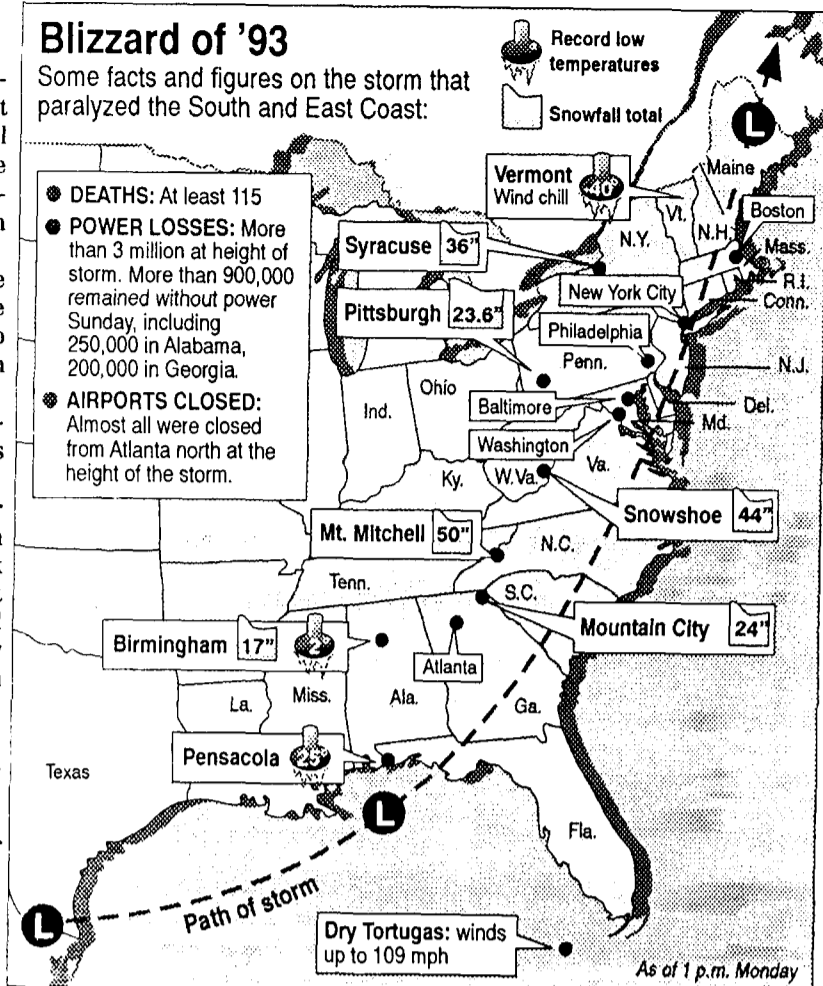 Blizzard of '93
Some facts and figures on the storm that
paralyzed the South and East Coast:
Record low
temperatures
Snowfall total
DEATHS: At least 115
POWER LOSSES: More
than 3 million at height of
storm. More than 900,000
remained without power
Sunday, including
250,000 in Alabama,
200,000 in Georgia.
AIRPORTS CLOSED:
Almost all were closed
from Atlanta north at the
height of the storm.
L
Maine
Vermont
Wind chill
Vt.
N.H.
Boston
N.Y.
Mass.
Syracuse 36"
R.I.
New York City
Conn.
Pittsburgh 23.6"
Philadelphia
Penn.
N.J.
Ohio
Ind.
Baltimore
Del.
Md.
Washington
Va.
Ky.
W.Va.
Snowshoe 44"
Mt. Mitchell 50"
N.C.
Tenn.
S.C.
Mountain City 24"
Birmingham 17" 2°
Atlanta
La.
Miss.
Ala.
Ga.
Pensacola 25°
Texas
L
Fla.
L
Path of storm
Dry Tortugas: winds
up to 109 mph
As of 1 p.m. Monday